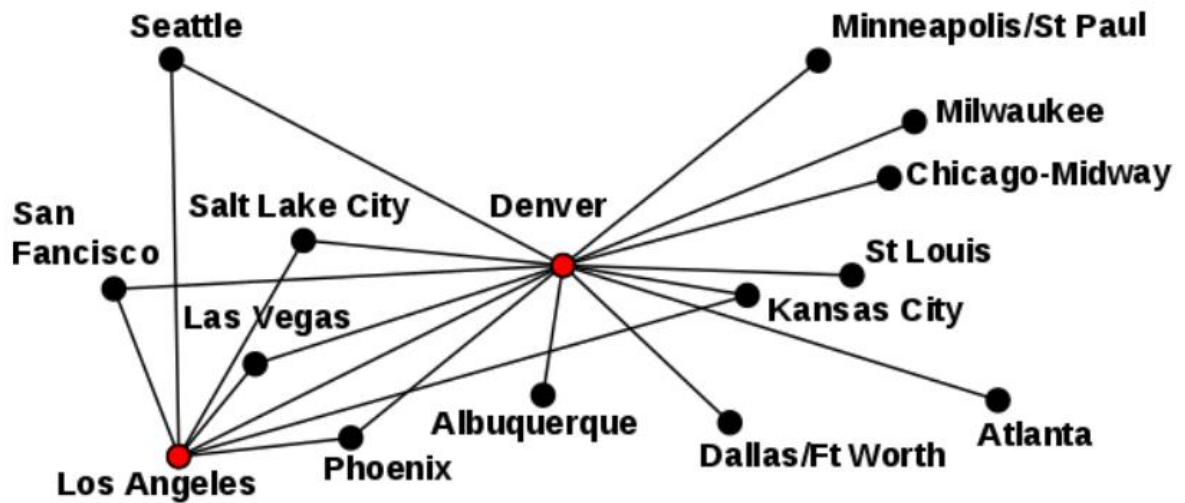 Seattle
Minneapolis/St Paul
Milwaukee
Chicago-Midway
Salt Lake City
Denver
San
Fancisco
St Louis
Las Vegas
Kansas City
Albuquerque
Atlanta
Dallas/Ft Worth
Phoenix
Los Angeles